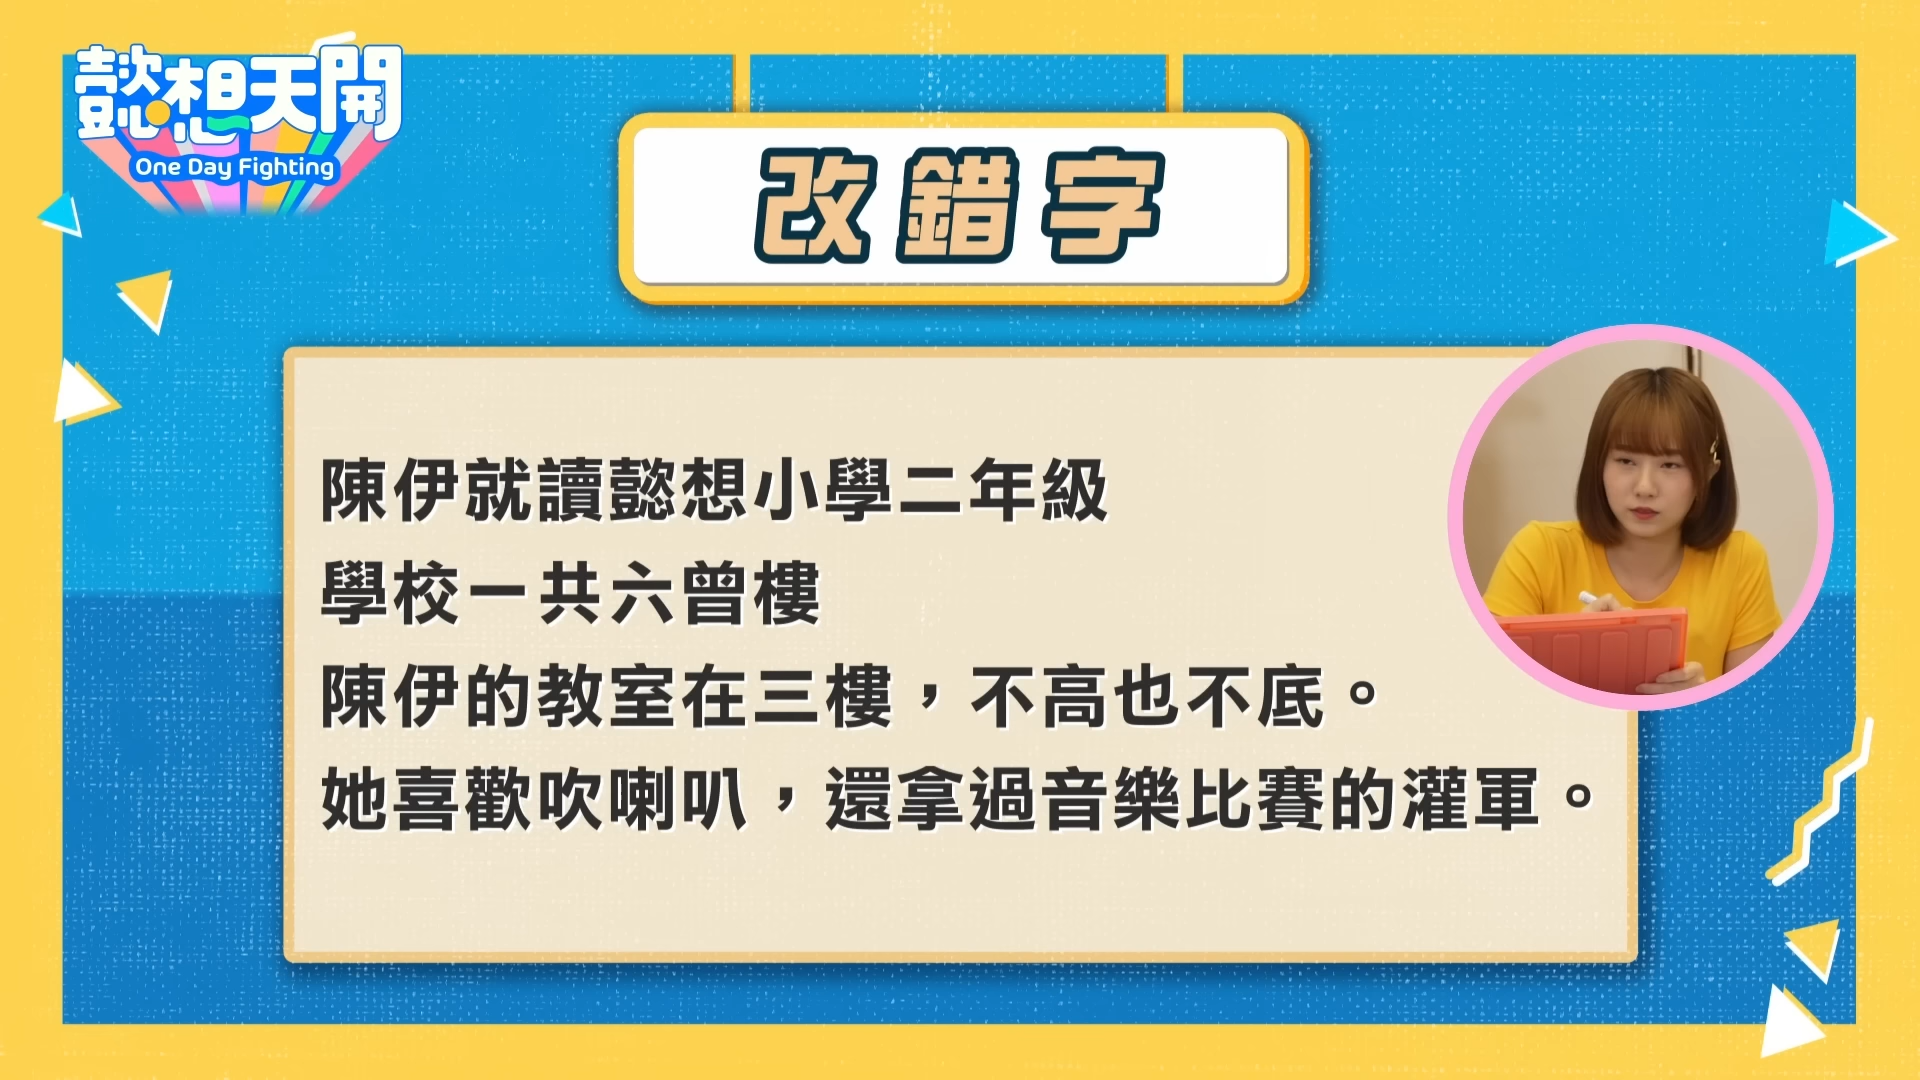 懿想天開
One Day Fighting
改錯字
陳伊就讀懿想小學二年級
學校一共六曾樓
陳伊的教室在三樓，不高也不底。
她喜歡吹喇叭，還拿過音樂比賽的灌軍。